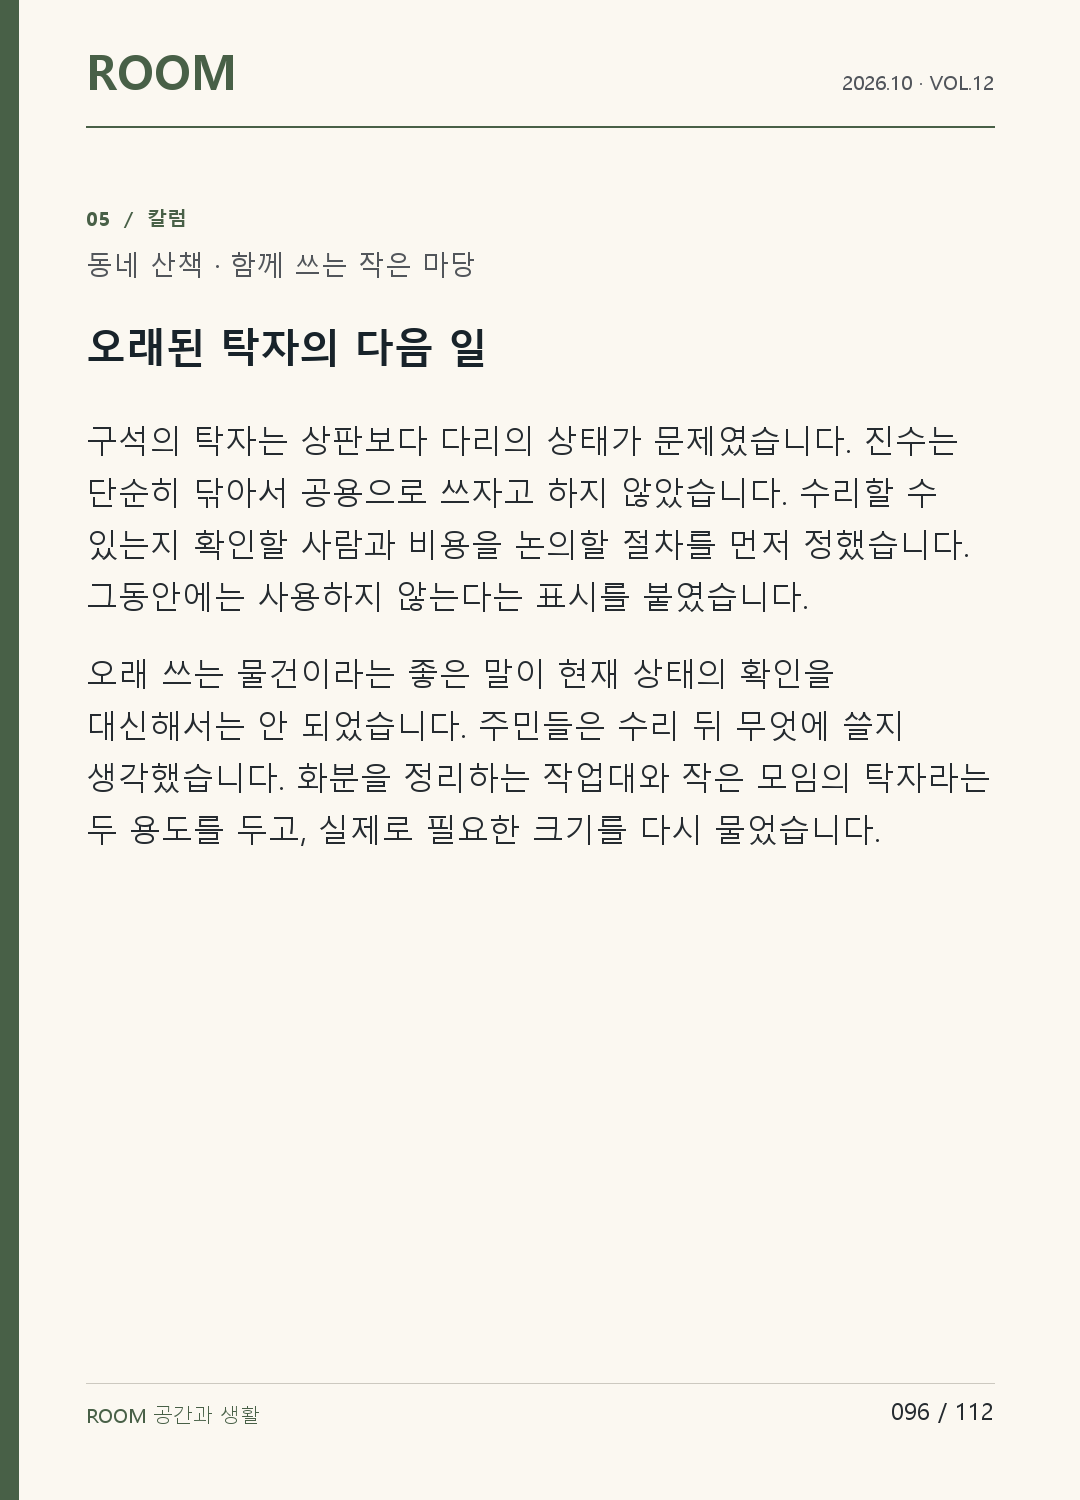 ROOM
2026.10 · VOL.12
05 / 칼럼
동네 산책 · 함께 쓰는 작은 마당
오래된 탁자의 다음 일
구석의 탁자는 상판보다 다리의 상태가 문제였습니다. 진수는
단순히 닦아서 공용으로 쓰자고 하지 않았습니다. 수리할 수
있는지 확인할 사람과 비용을 논의할 절차를 먼저 정했습니다.
그동안에는 사용하지 않는다는 표시를 붙였습니다.
오래 쓰는 물건이라는 좋은 말이 현재 상태의 확인을
대신해서는 안 되었습니다. 주민들은 수리 뒤 무엇에 쓸지
생각했습니다. 화분을 정리하는 작업대와 작은 모임의 탁자라는
두 용도를 두고, 실제로 필요한 크기를 다시 물었습니다.
ROOM 공간과 생활
096 / 112